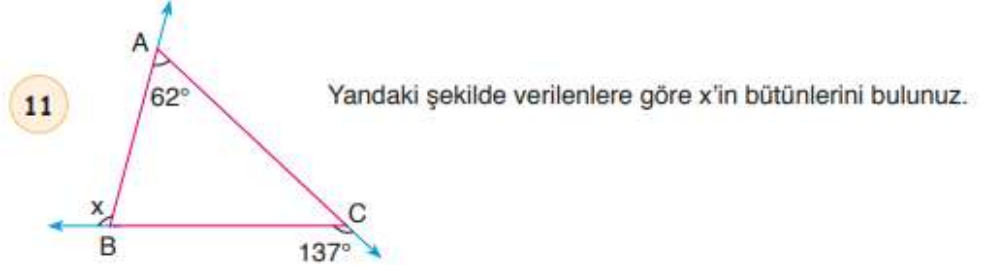 A
11
62°
Yandaki şekilde verilenlere göre x'in bütünlerini bulunuz.
x
C
B
137°